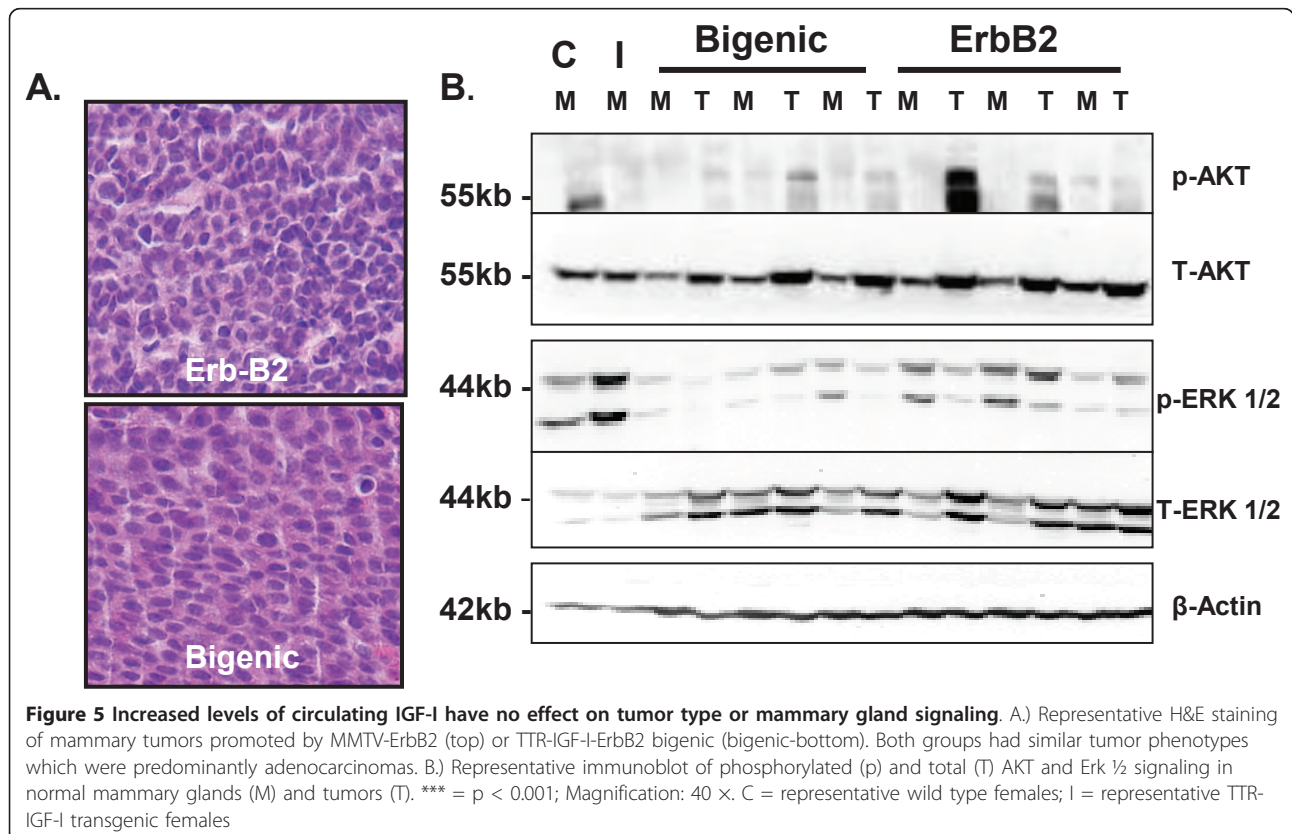 A.
Erb-B2
Bigenic
B.
C I Bigenic ErbB2
M M M T M T M T M T M T M T
55kb - p-AKT
55kb - T-AKT
44kb - p-ERK 1/2
44kb - T-ERK 1/2
42kb - β-Actin
Figure 5 Increased levels of circulating IGF-I have no effect on tumor type or mammary gland signaling. A.) Representative H&E staining
of mammary tumors promoted by MMTV-ErbB2 (top) or TTR-IGF-I-ErbB2 bigenic (bigenic-bottom). Both groups had similar tumor phenotypes
which were predominantly adenocarcinomas. B.) Representative immunoblot of phosphorylated (p) and total (T) AKT and Erk ½ signaling in
normal mammary glands (M) and tumors (T). *** = p < 0.001; Magnification: 40 ×. C = representative wild type females; I = representative TTR-
IGF-I transgenic females